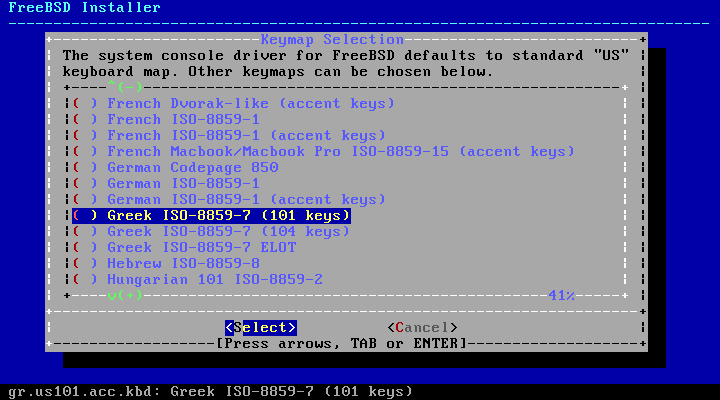 FreeBSD Installer
Keymap Selection
The system console driver for FreeBSD defaults to standard "US"
keyboard map. Other keymaps can be chosen below.
^(-)
( ) French Dvorak-like (accent keys)
( ) French ISO-8859-1
( ) French ISO-8859-1 (accent keys)
( ) French Macbook/Macbook Pro ISO-8859-15 (accent keys)
( ) German Codepage 850
( ) German ISO-8859-1
( ) German ISO-8859-1 (accent keys)
( ) Greek ISO-8859-7 (101 keys)
( ) Greek ISO-8859-7 (104 keys)
( ) Greek ISO-8859-7 ELOT
( ) Hebrew ISO-8859-8
( ) Hungarian 101 ISO-8859-2
v(+) 41%
<Select> <Cancel>
[Press arrows, TAB or ENTER]
gr.us101.acc.kbd: Greek ISO-8859-7 (101 keys)